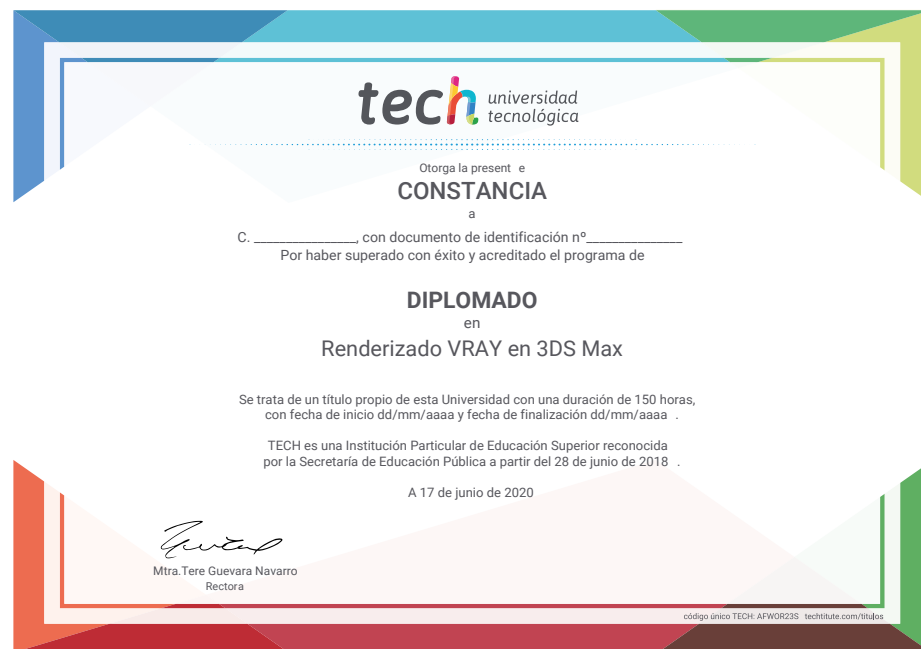 tech universidad
tecnológica
Otorga la present e
CONSTANCIA
a
C. _______________, con documento de identificación nº______________
Por haber superado con éxito y acreditado el programa de
DIPLOMADO
en
Renderizado VRAY en 3DS Max
Se trata de un título propio de esta Universidad con una duración de 150 horas,
con fecha de inicio dd/mm/aaaa y fecha de finalización dd/mm/aaaa .
TECH es una Institución Particular de Educación Superior reconocida
por la Secretaría de Educación Pública a partir del 28 de junio de 2018 .
A 17 de junio de 2020
Mtra.Tere Guevara Navarro
Rectora
código único TECH: AFWOR23S techtitute.com/titulos